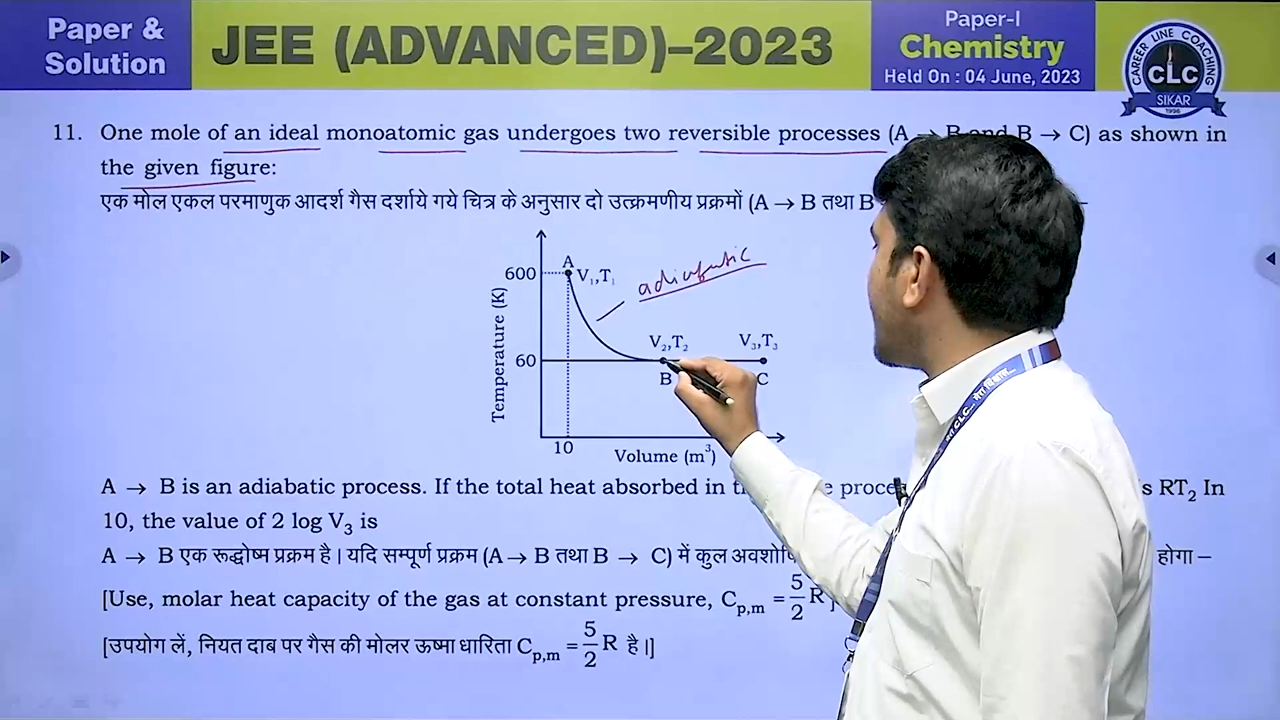 Paper &
Solution
JEE (ADVANCED)–2023
Paper-I
Chemistry
Held On : 04 June, 2023
CAREER LINE COACHING
CLC
SIKAR
1996
11. One mole of an ideal monoatomic gas undergoes two reversible processes (A → B and B → C) as shown in
the given figure:
एक मोल एकल परमाणुक आदर्श गैस दर्शाये गये चित्र के अनुसार दो उत्क्रमणीय प्रक्रमों (A → B तथा B
600
A
V₁,T₁
adiabatic
Temperature (K)
V₂,T₂
V₃,T₃
60
B
C
10
Volume (m³)
A → B is an adiabatic process. If the total heat absorbed in RT₂ In
10, the value of 2 log V₃ is
A → B एक रूद्धोष्म प्रक्रम है। यदि सम्पूर्ण प्रक्रम (A → B तथा B → C) में कुल होगा –
[Use, molar heat capacity of the gas at constant pressure, Cp,m = 5/2 R]
[उपयोग लें, नियत दाब पर गैस की मोलर ऊष्मा धारिता Cp,m = 5/2 R है।]
CLC